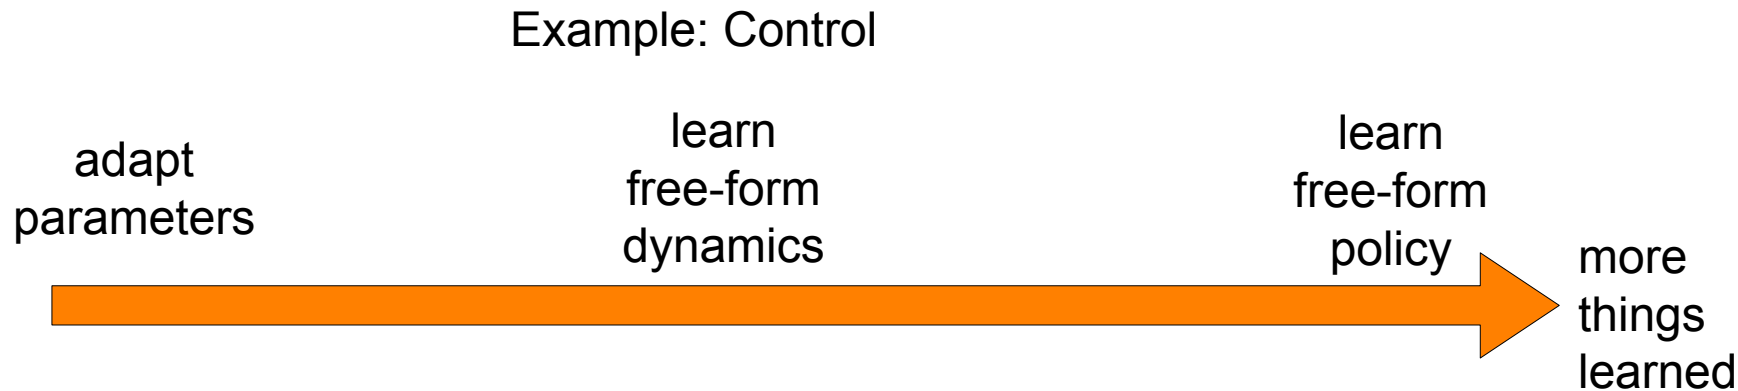 Example: Control
adapt
parameters
learn
free-form
dynamics
learn
free-form
policy
more
things
learned